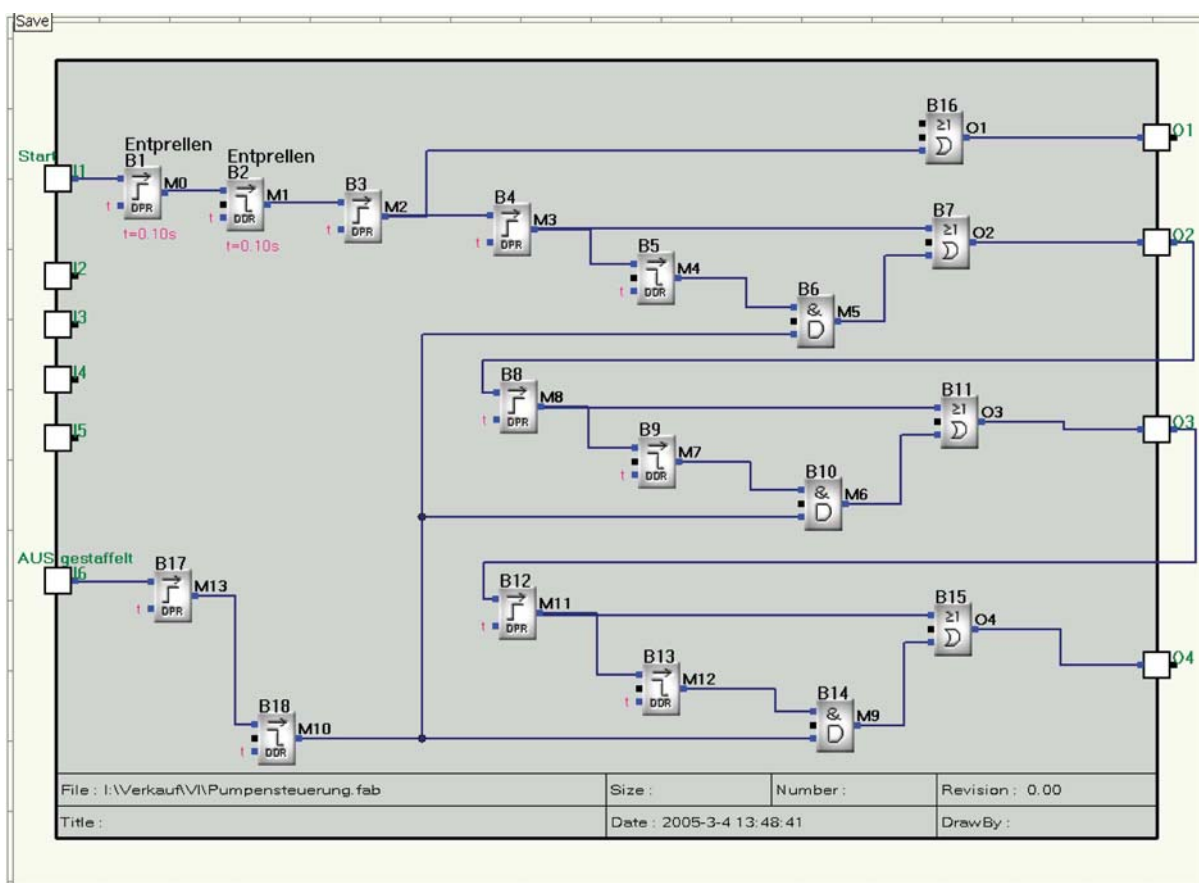 Save
B16
≥1
O1
O1
Entprellen
B1
Entprellen
B2
Start
I1
M0
M1
B3
M2
B4
M3
B7
≥1
O2
O2
t
DPR
t=0.10s
t
DDR
t=0.10s
t
DPR
t
DPR
B5
M4
t
DDR
B6
&
M5
I2
I3
I4
I5
B8
M8
t
DPR
B11
≥1
O3
O3
B9
M7
t
DDR
B10
&
M6
AUS gestaffelt
I6
B17
M13
t
DPR
B12
M11
t
DPR
B15
≥1
O4
O4
B13
M12
t
DDR
B14
&
M9
B18
M10
t
DDR
File : I:\Verkauf\VI\Pumpensteuerung.fab
Size :
Number :
Revision : 0.00
Title :
Date : 2005-3-4 13:48:41
DrawBy :